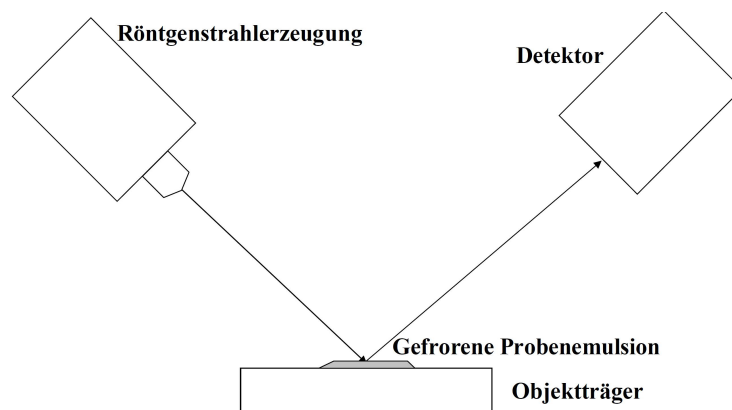 Röntgenstrahlerzeugung
Detektor
Gefrorene Probenemulsion
Objektträger